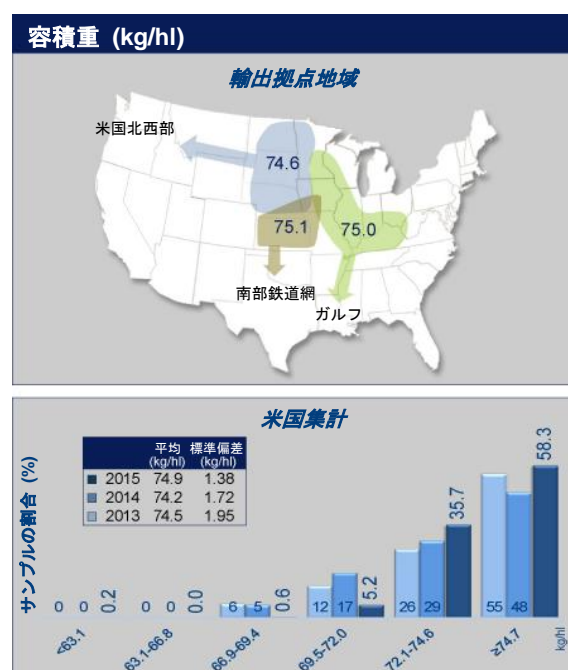 容積重 (kg/hl)
輸出拠点地域
米国北西部
74.6
75.1
75.0
南部鉄道網
ガルフ
米国集計
平均 標準偏差
(kg/hl) (kg/hl)
2015 74.9 1.38
2014 74.2 1.72
2013 74.5 1.95
サンプルの割合 (%)
0 0 0.2
0 0 0.0
6 5 0.6
12 17 5.2
26 29 35.7
55 48 58.3
<63.1
63.1-66.8
66.9-69.4
69.5-72.0
72.1-74.6
≥74.7
kg/hl